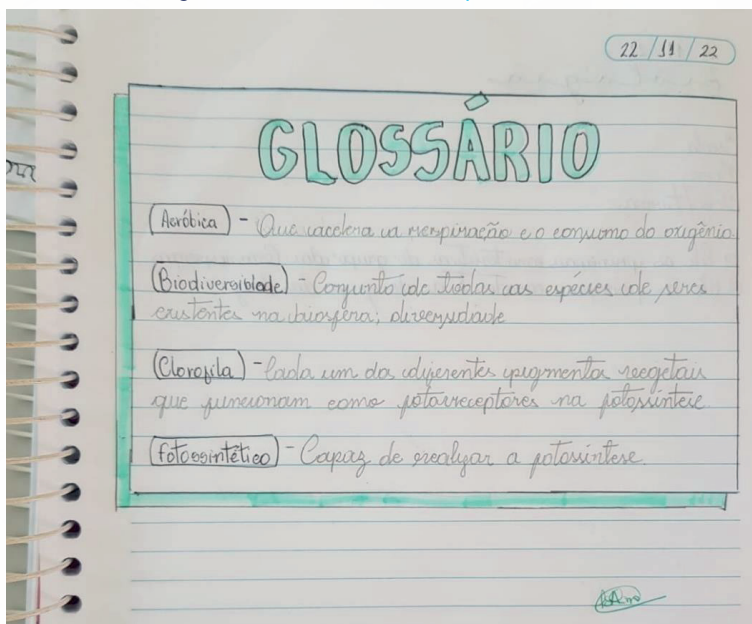 22/11/22
GLOSSÁRIO
Aeróbica - Que acelera a respiração e o consumo do oxigênio
Biodiversidade - Conjunto de todas as espécies de seres
existentes na biosfera; diversidade
Clorofila - Cada um dos diferentes pigmentos vegetais
que funcionam como fotorreceptores na fotossíntese
fotossintético - Capaz de realizar a fotossíntese.